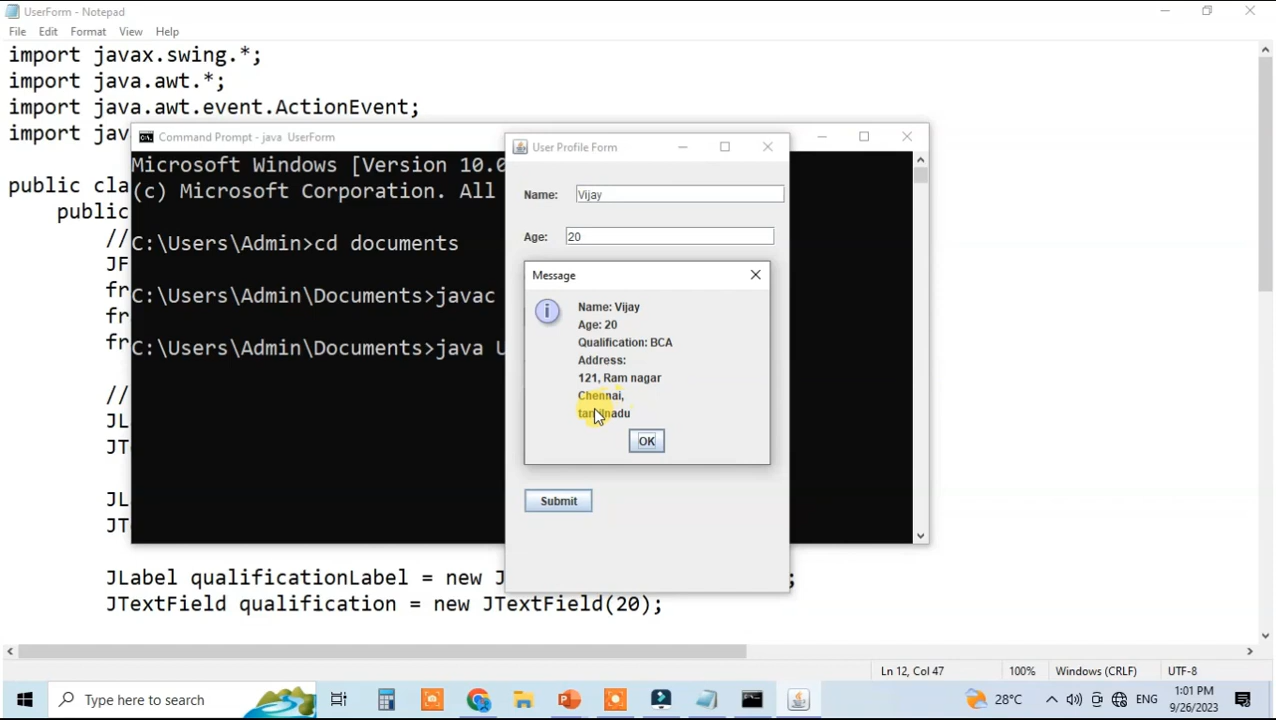 UserForm - Notepad
File Edit Format View Help
import javax.swing.*;
import java.awt.*;
import java.awt.event.ActionEvent;
import jav
public cla
public
//
JF
fr
fr
fr
//
JL
JT
JL
JT
JLabel qualificationLabel = new J ;
JTextField qualification = new JTextField(20);
Command Prompt - java UserForm
Microsoft Windows [Version 10.0
(c) Microsoft Corporation. All
C:\Users\Admin>cd documents
C:\Users\Admin\Documents>javac
C:\Users\Admin\Documents>java U
User Profile Form
Name: Vijay
Age: 20
Message
Name: Vijay
Age: 20
Qualification: BCA
Address:
121, Ram nagar
Chennai,
tamilnadu
OK
Submit
Ln 12, Col 47 100% Windows (CRLF) UTF-8
Type here to search
28°C ENG
1:01 PM
9/26/2023